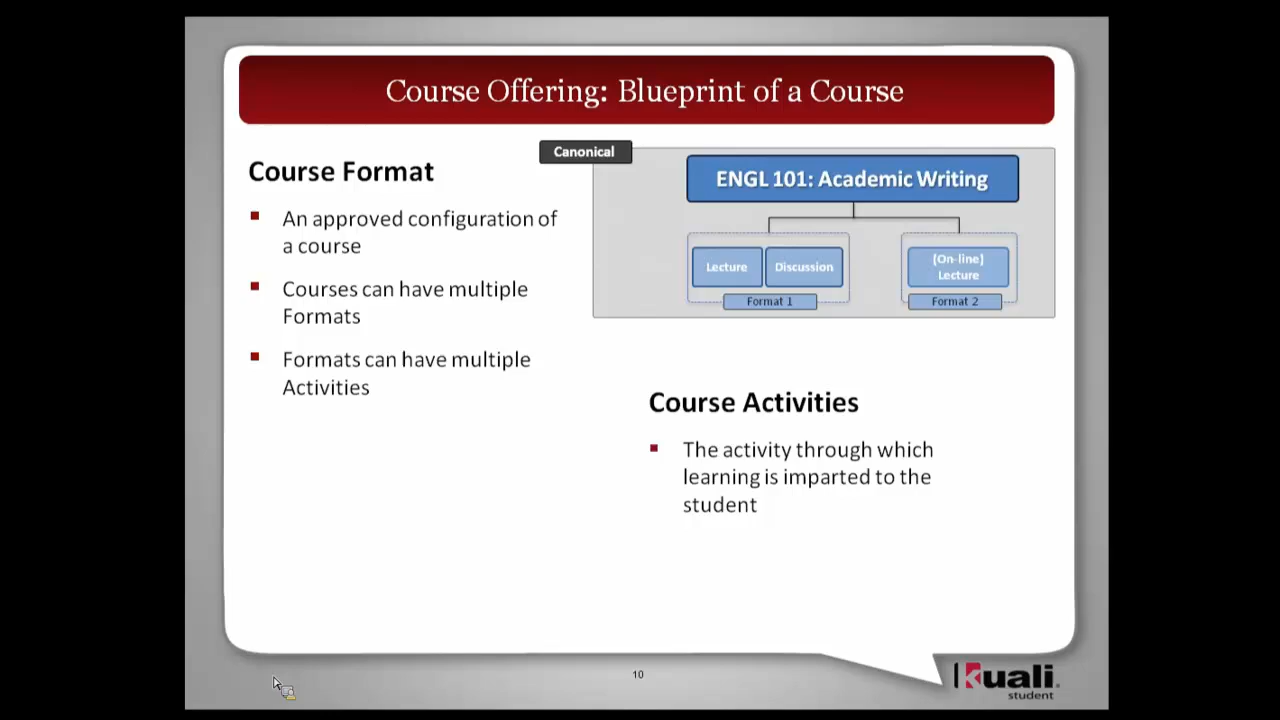 Course Offering: Blueprint of a Course
Course Format
An approved configuration of
a course
Courses can have multiple
Formats
Formats can have multiple
Activities
Canonical
ENGL 101: Academic Writing
Lecture
Discussion
Format 1
(On-line)
Lecture
Format 2
Course Activities
The activity through which
learning is imparted to the
student
10
Kuali
student